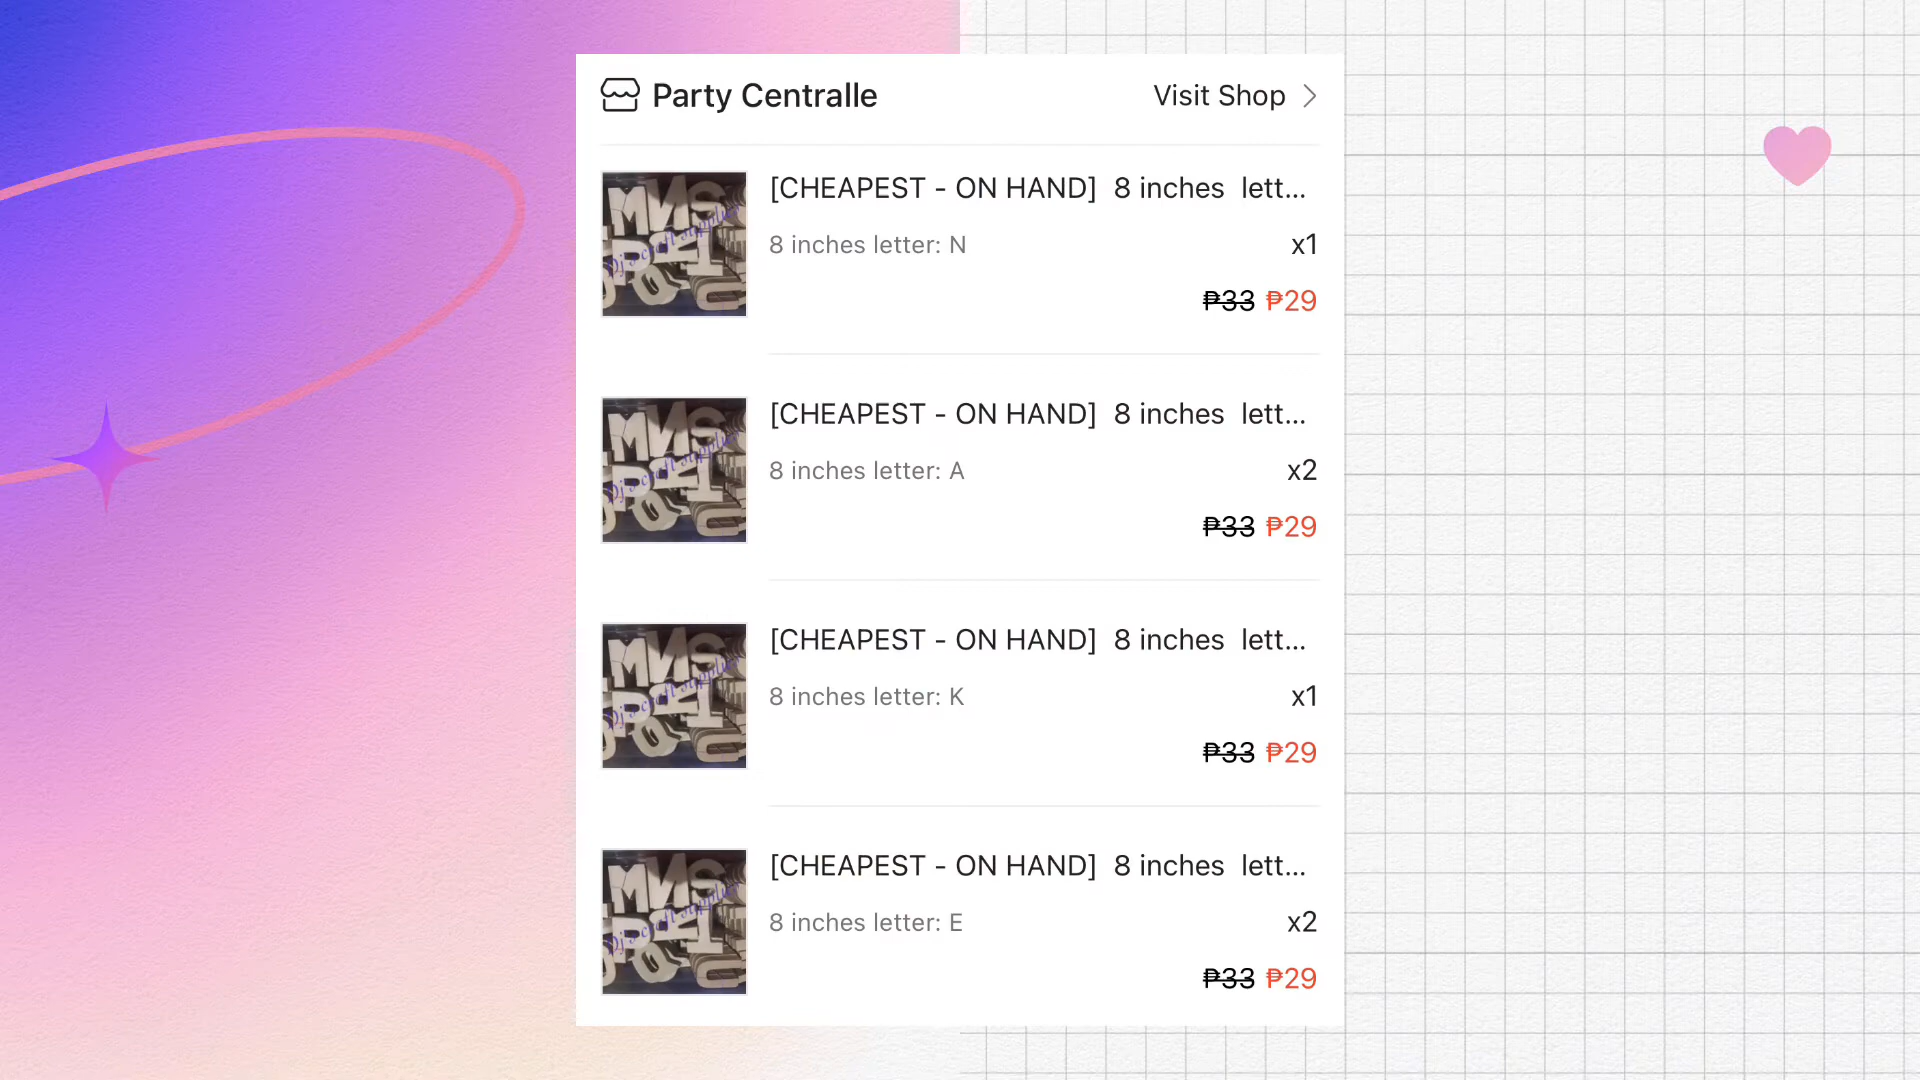 Party Centralle
Visit Shop
[CHEAPEST - ON HAND] 8 inches lett...
8 inches letter: N
x1
₱33 ₱29
[CHEAPEST - ON HAND] 8 inches lett...
8 inches letter: A
x2
₱33 ₱29
[CHEAPEST - ON HAND] 8 inches lett...
8 inches letter: K
x1
₱33 ₱29
[CHEAPEST - ON HAND] 8 inches lett...
8 inches letter: E
x2
₱33 ₱29